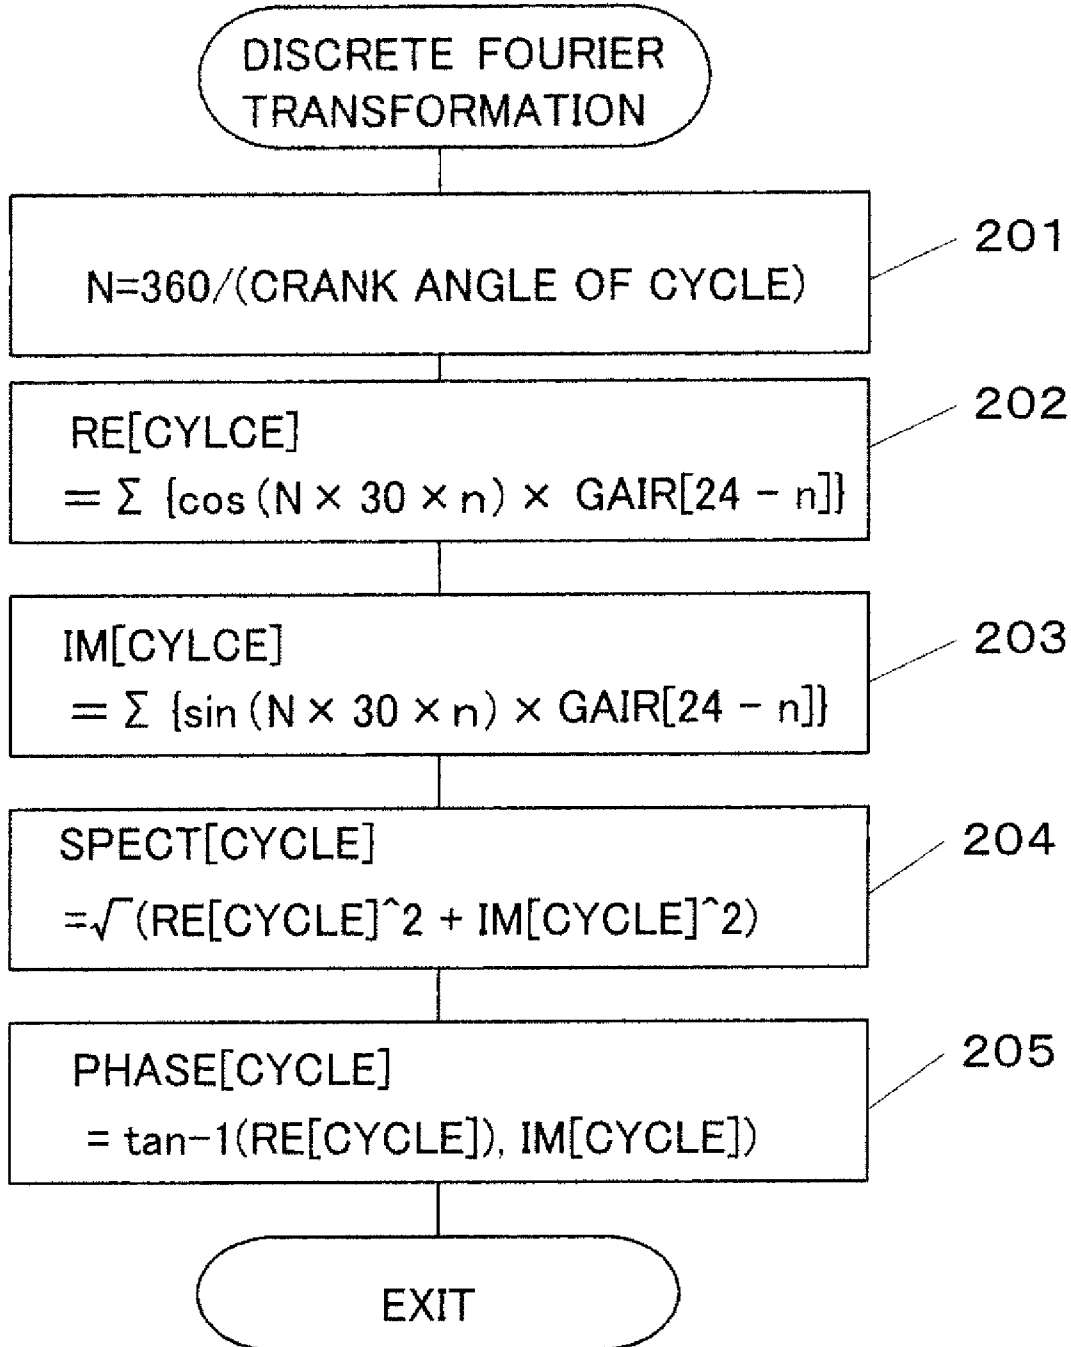 DISCRETE FOURIER
TRANSFORMATION
201
N=360/(CRANK ANGLE OF CYCLE)
202
RE[CYLCE]
= Σ {cos (N × 30 × n) × GAIR[24 - n]}
203
IM[CYLCE]
= Σ {sin (N × 30 × n) × GAIR[24 - n]}
204
SPECT[CYCLE]
=√(RE[CYCLE]^2 + IM[CYCLE]^2)
205
PHASE[CYCLE]
= tan-1(RE[CYCLE]), IM[CYCLE])
EXIT